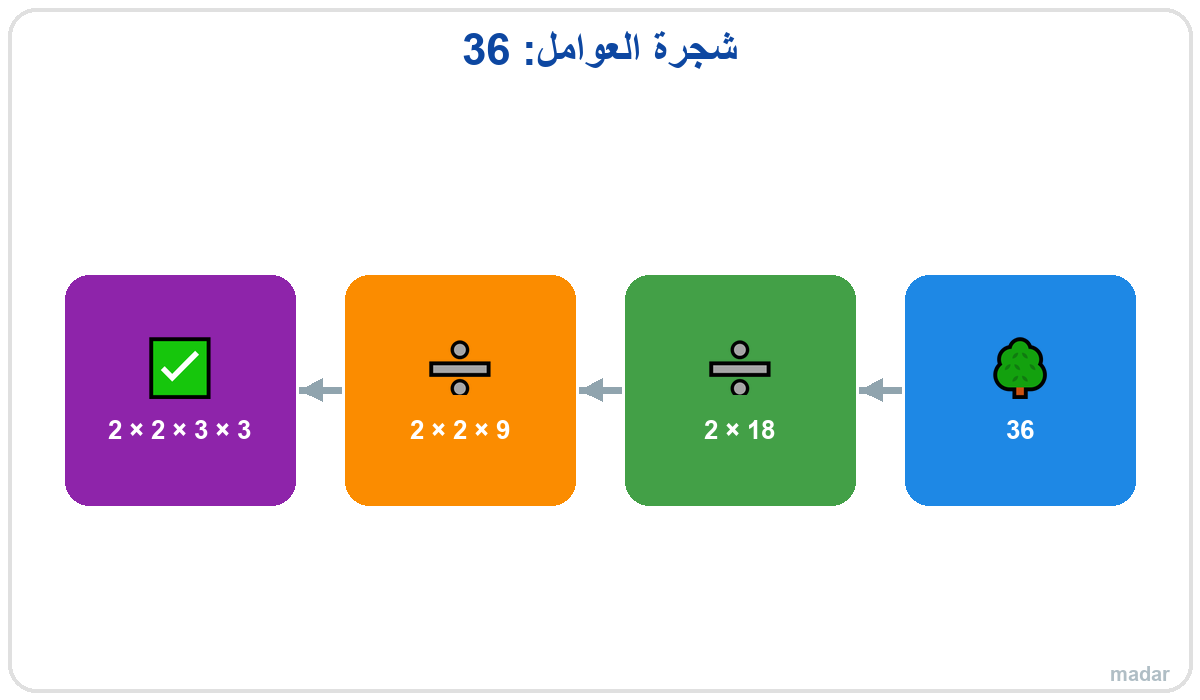 شجرة العوامل: 36
36
2 × 18
2 × 2 × 9
2 × 2 × 3 × 3
madar